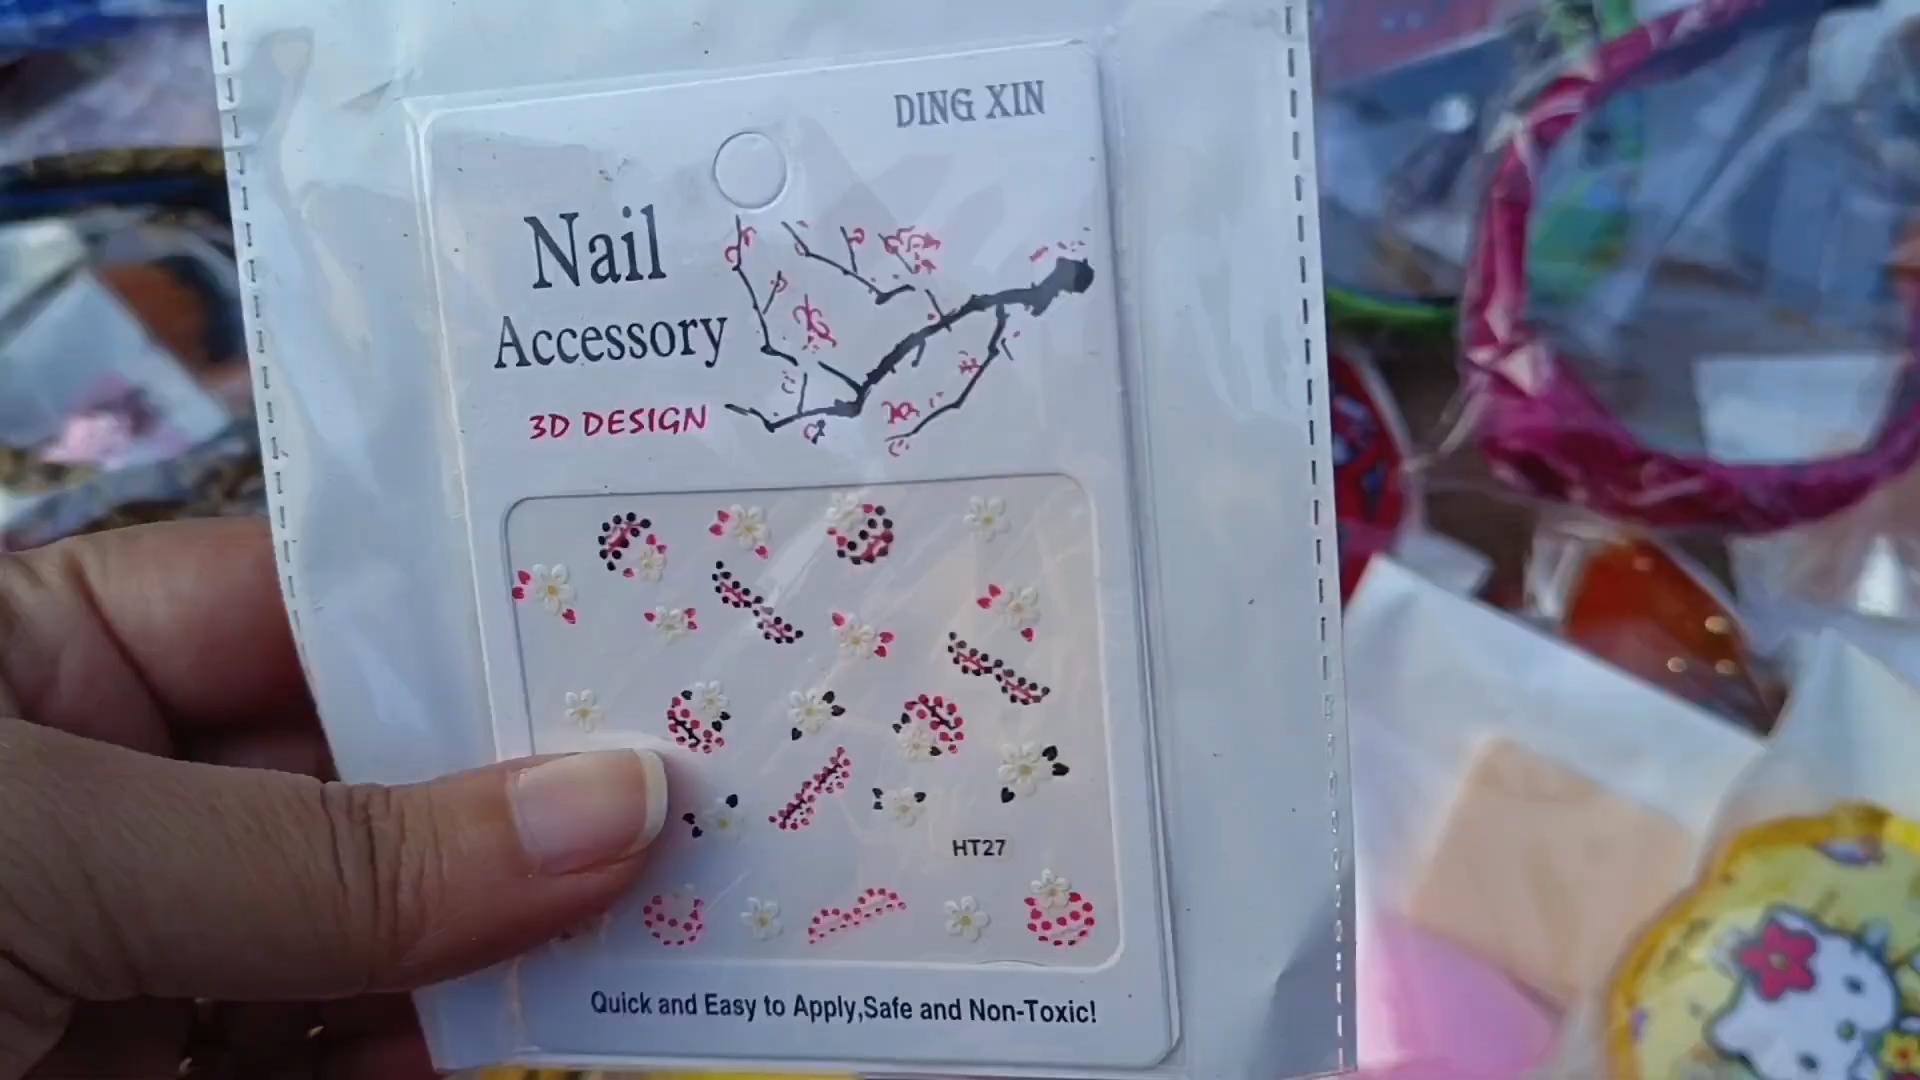 DING XIN
Nail
Accessory
3D DESIGN
HT27
Quick and Easy to Apply,Safe and Non-Toxic!